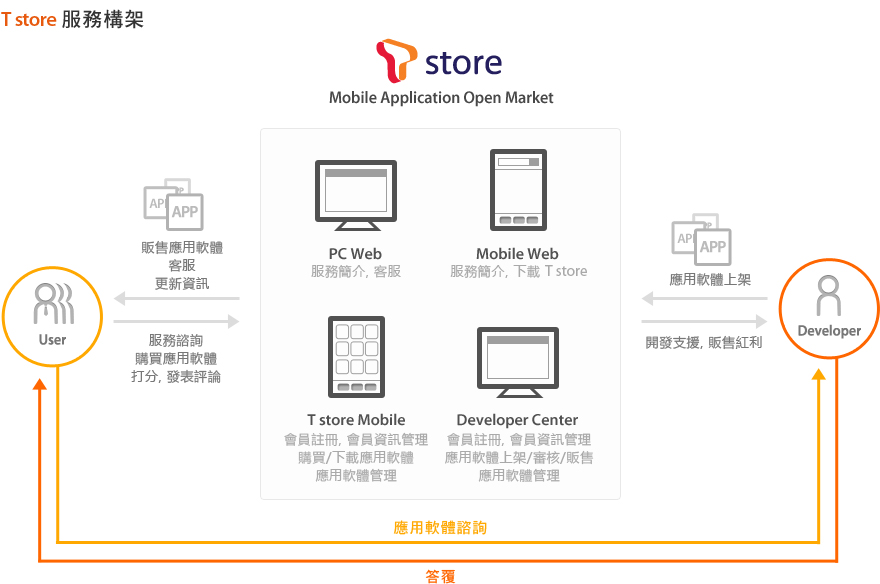 T store 服務構架
store
Mobile Application Open Market
APP
APP
販售應用軟體
客服
更新資訊
User
服務諮詢
購買應用軟體
打分, 發表評論
PC Web
服務簡介, 客服
Mobile Web
服務簡介, 下載 T store
T store Mobile
會員註冊, 會員資訊管理
購買/下載應用軟體
應用軟體管理
Developer Center
會員註冊, 會員資訊管理
應用軟體上架/審核/販售
應用軟體管理
APP
APP
應用軟體上架
Developer
開發支援, 販售紅利
應用軟體諮詢
答覆